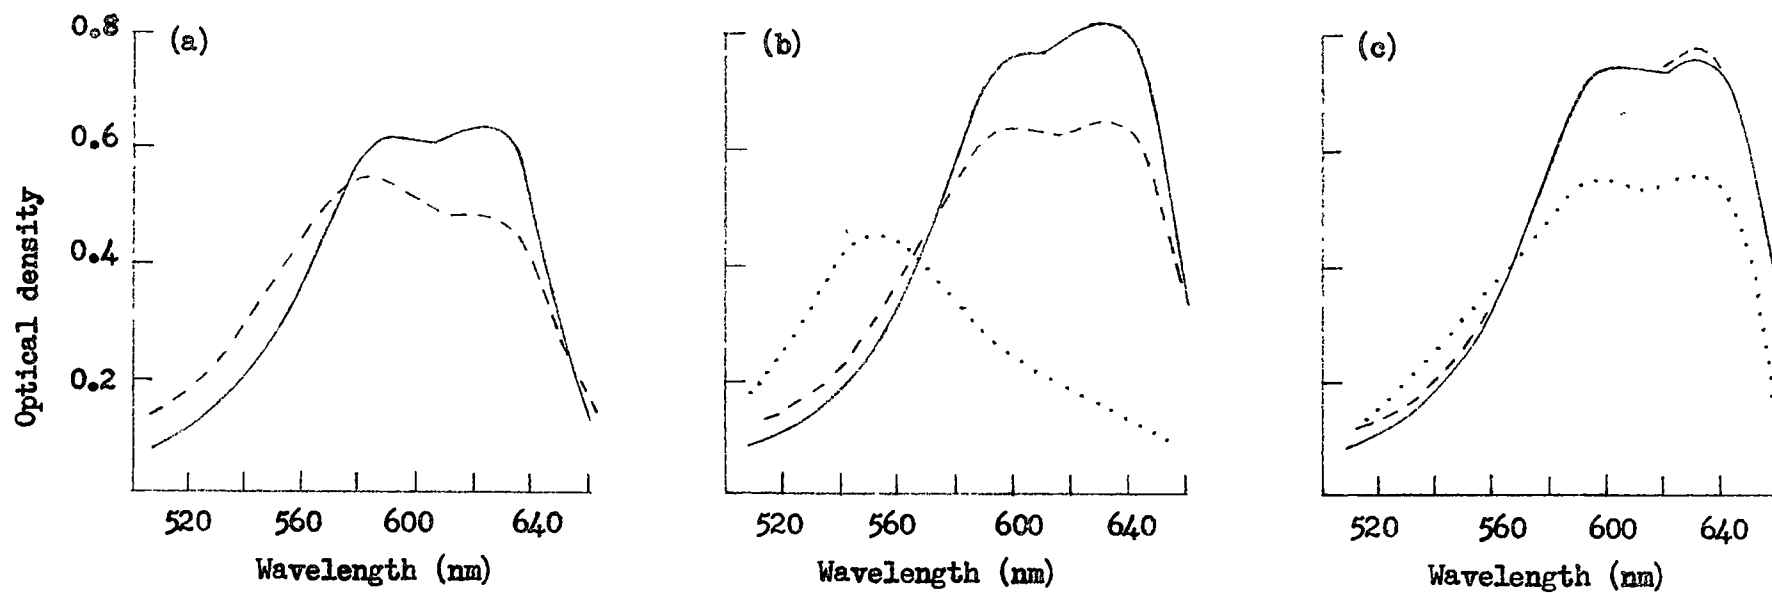 0.8
(a)
(b)
(c)
0.6
0.4
0.2
Optical density
520 560 600 640
520 560 600 640
520 560 600 640
Wavelength (nm)
Wavelength (nm)
Wavelength (nm)